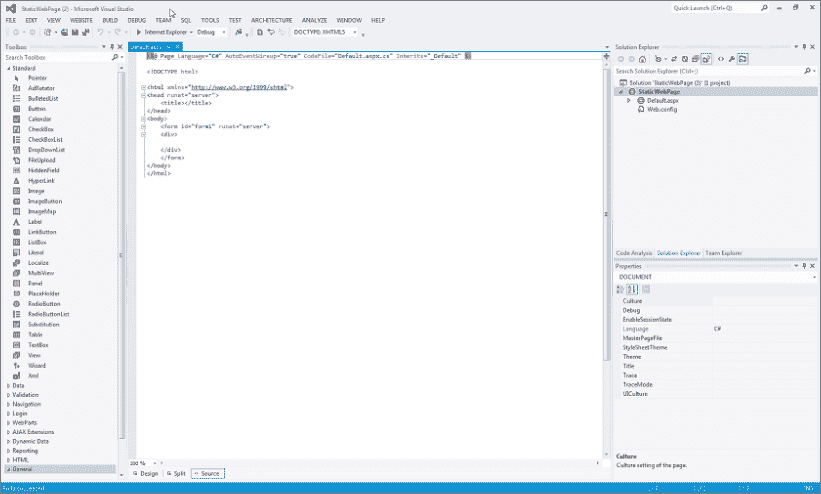 StaticWebPage (2) - Microsoft Visual Studio
Quick Launch (Ctrl+Q)
FILE EDIT VIEW WEBSITE BUILD DEBUG TEAM SQL TOOLS TEST ARCHITECTURE ANALYZE WINDOW HELP
Internet Explorer Debug DOCTYPE: XHTML5
Toolbox
Search Toolbox
Standard
Pointer
AdRotator
BulletedList
Button
Calendar
CheckBox
CheckBoxList
DropDownList
FileUpload
HiddenField
HyperLink
Image
ImageButton
ImageMap
Label
LinkButton
ListBox
Literal
Localize
MultiView
Panel
PlaceHolder
RadioButton
RadioButtonList
Substitution
Table
TextBox
View
Wizard
Xml
Data
Validation
Navigation
Login
WebParts
AJAX Extensions
Dynamic Data
Reporting
HTML
General
Default.aspx
<%@ Page Language="C#" AutoEventWireup="true" CodeFile="Default.aspx.cs" Inherits="_Default" %>
<!DOCTYPE html>
<html xmlns="http://www.w3.org/1999/xhtml">
<head runat="server">
<title></title>
</head>
<body>
<form id="form1" runat="server">
<div>
</div>
</form>
</body>
</html>
100 %
Design Split Source
Solution Explorer
Search Solution Explorer (Ctrl+;)
Solution 'StaticWebPage (2)' (1 project)
StaticWebPage
Default.aspx
Web.config
Code Analysis Solution Explorer Team Explorer
Properties
DOCUMENT
Culture
Debug
EnableSessionState
Language C#
MasterPageFile
StyleSheetTheme
Theme
Title
Trace
TraceMode
UICulture
Culture
Culture setting of the page.
INS